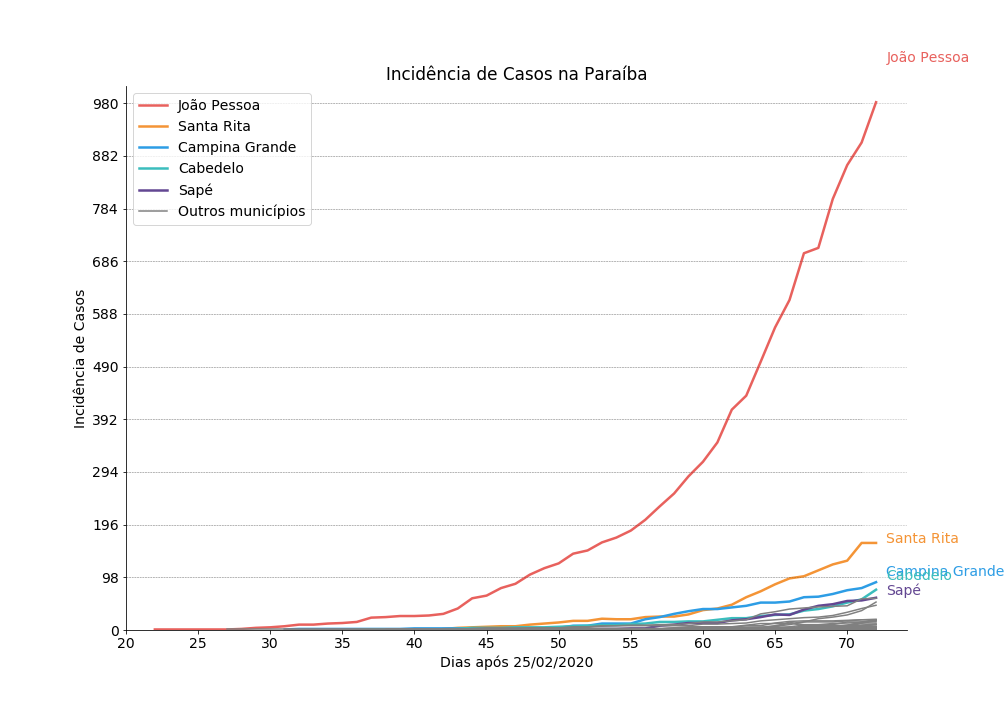 João Pessoa
Incidência de Casos na Paraíba
João Pessoa
Santa Rita
Campina Grande
Cabedelo
Sapé
Outros municípios
980
882
784
686
588
490
392
294
196
98
0
Incidência de Casos
Santa Rita
Campina Grande
Cabedelo
Sapé
20 25 30 35 40 45 50 55 60 65 70
Dias após 25/02/2020